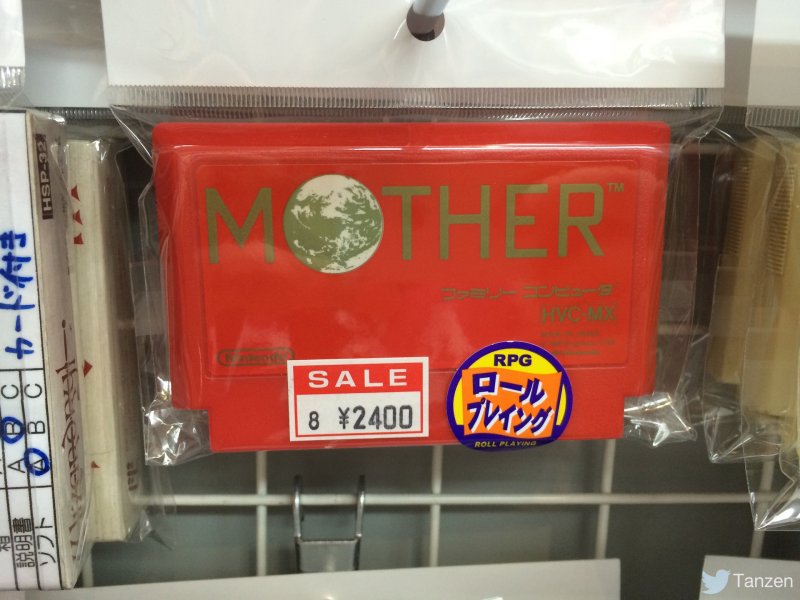 MOTHER™
ファミリー コンピュータ
HVC-MX
Nintendo
SALE
8 ¥2400
RPG
ロール
プレイング
ROLL PLAYING
HSP-32
カード付き
A B C
A B C
説明書
ソフト
Tanzen